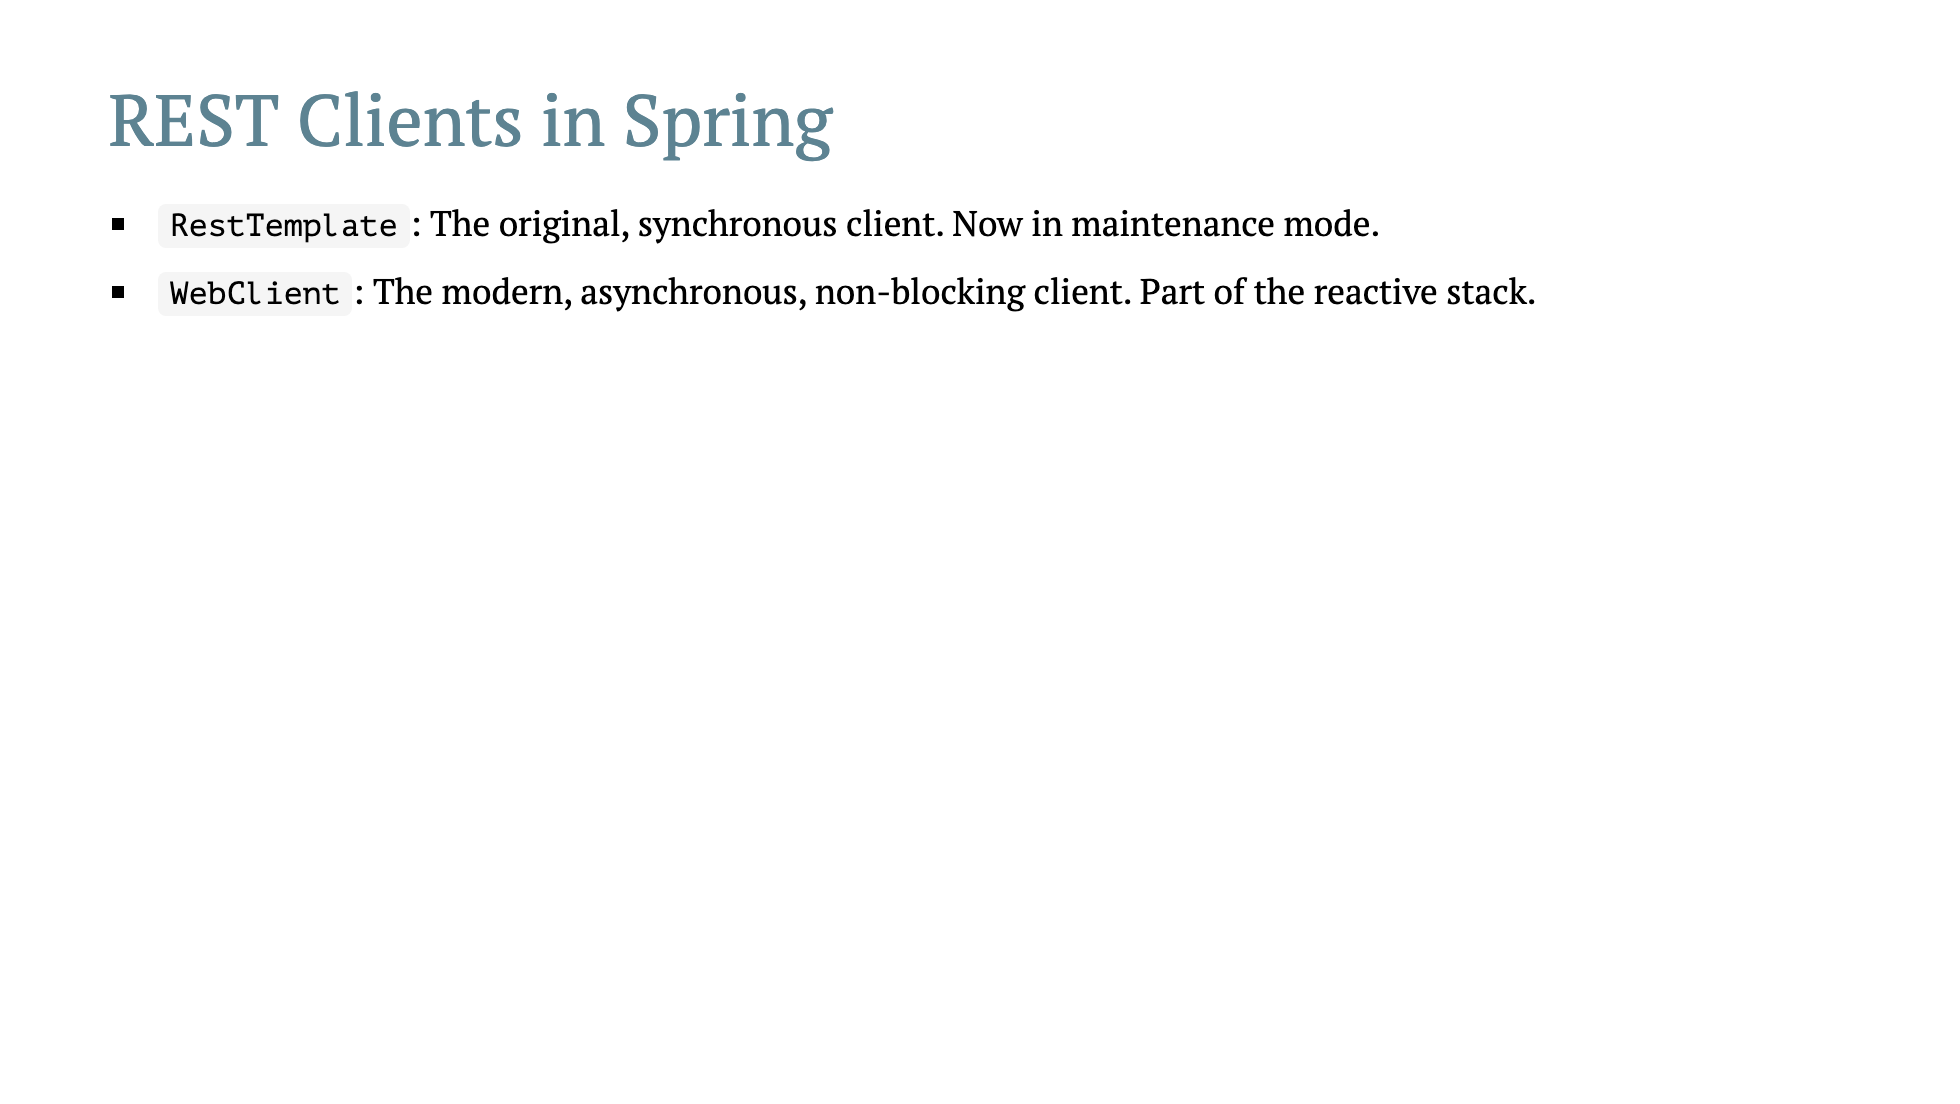 REST Clients in Spring
▪ RestTemplate: The original, synchronous client. Now in maintenance mode.
▪ WebClient: The modern, asynchronous, non-blocking client. Part of the reactive stack.